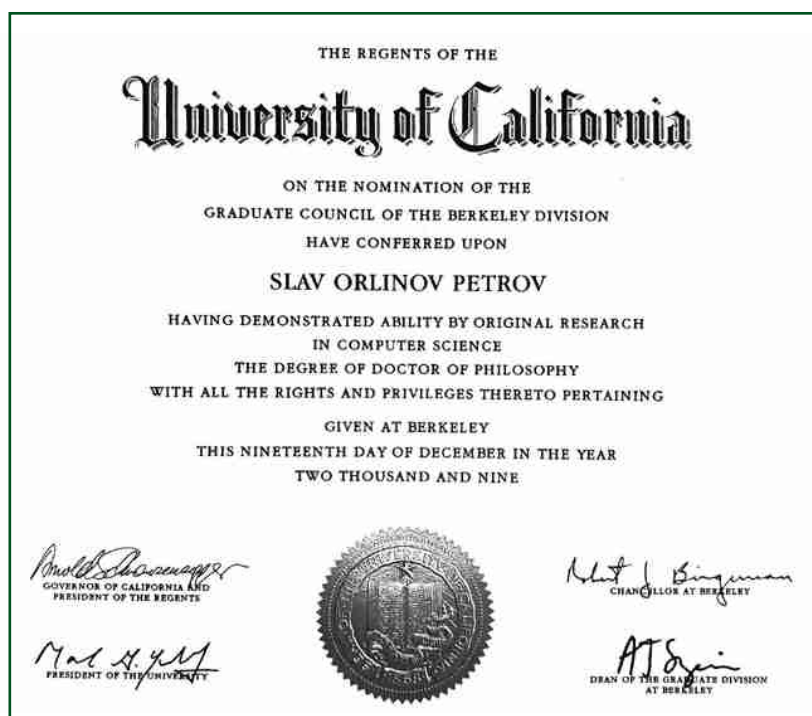 THE REGENTS OF THE
University of California
ON THE NOMINATION OF THE
GRADUATE COUNCIL OF THE BERKELEY DIVISION
HAVE CONFERRED UPON
SLAV ORLINOV PETROV
HAVING DEMONSTRATED ABILITY BY ORIGINAL RESEARCH
IN COMPUTER SCIENCE
THE DEGREE OF DOCTOR OF PHILOSOPHY
WITH ALL THE RIGHTS AND PRIVILEGES THERETO PERTAINING
GIVEN AT BERKELEY
THIS NINETEENTH DAY OF DECEMBER IN THE YEAR
TWO THOUSAND AND NINE
Arnold Schwarzenegger
GOVERNOR OF CALIFORNIA AND
PRESIDENT OF THE REGENTS
Robert J Birgeneau
CHANCELLOR AT BERKELEY
PRESIDENT OF THE UNIVERSITY
DEAN OF THE GRADUATE DIVISION
AT BERKELEY